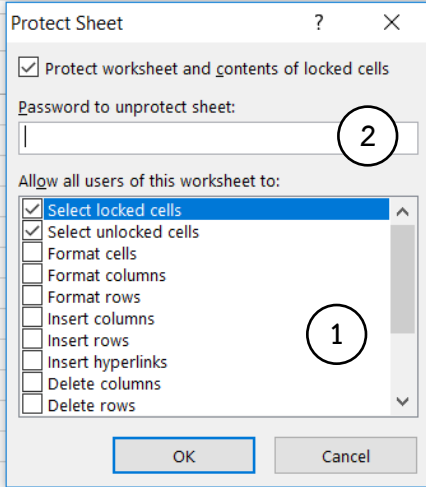 Protect Sheet ?
Protect worksheet and contents of locked cells
Password to unprotect sheet:
2
Allow all users of this worksheet to:
Select locked cells
Select unlocked cells
Format cells
Format columns
Format rows
Insert columns
Insert rows
1
Insert hyperlinks
Delete columns
Delete rows
OK Cancel